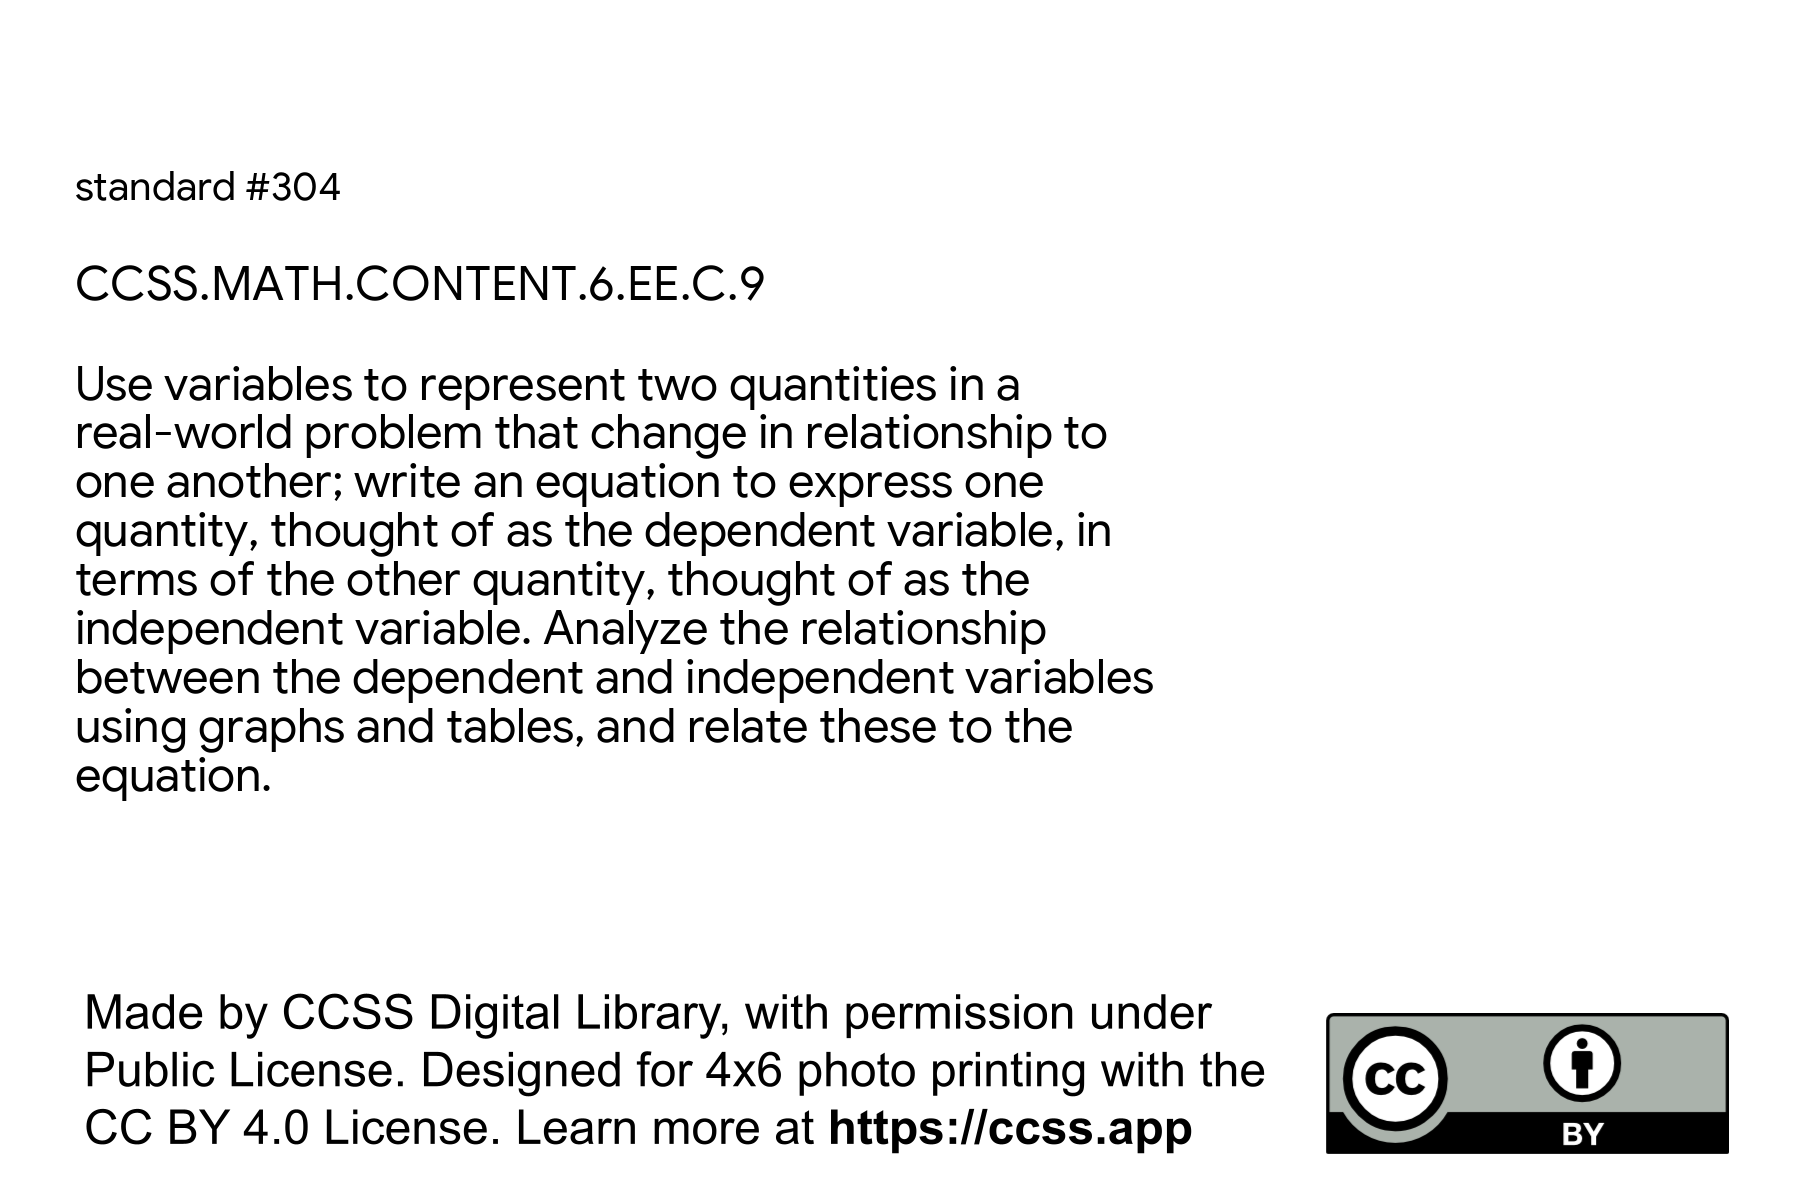 standard #304
CCSS.MATH.CONTENT.6.EE.C.9
Use variables to represent two quantities in a
real-world problem that change in relationship to
one another; write an equation to express one
quantity, thought of as the dependent variable, in
terms of the other quantity, thought of as the
independent variable. Analyze the relationship
between the dependent and independent variables
using graphs and tables, and relate these to the
equation.
Made by CCSS Digital Library, with permission under
Public License. Designed for 4x6 photo printing with the
CC BY 4.0 License. Learn more at https://ccss.app
CC
BY